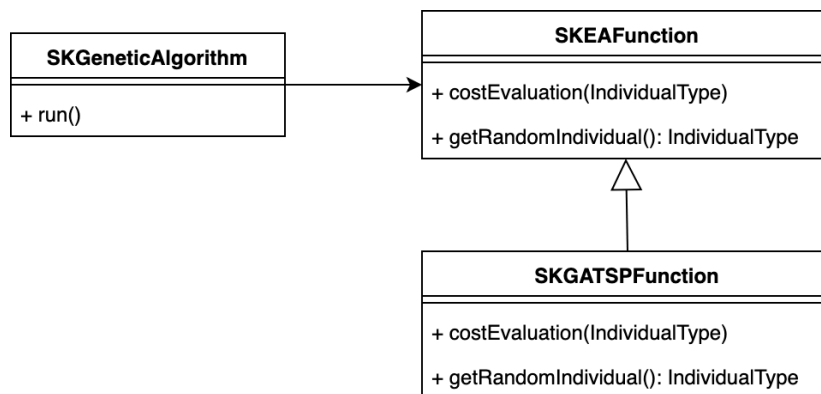 SKGeneticAlgorithm
+ run()
SKEAFunction
+ costEvaluation(IndividualType)
+ getRandomIndividual(): IndividualType
SKGATSPFunction
+ costEvaluation(IndividualType)
+ getRandomIndividual(): IndividualType